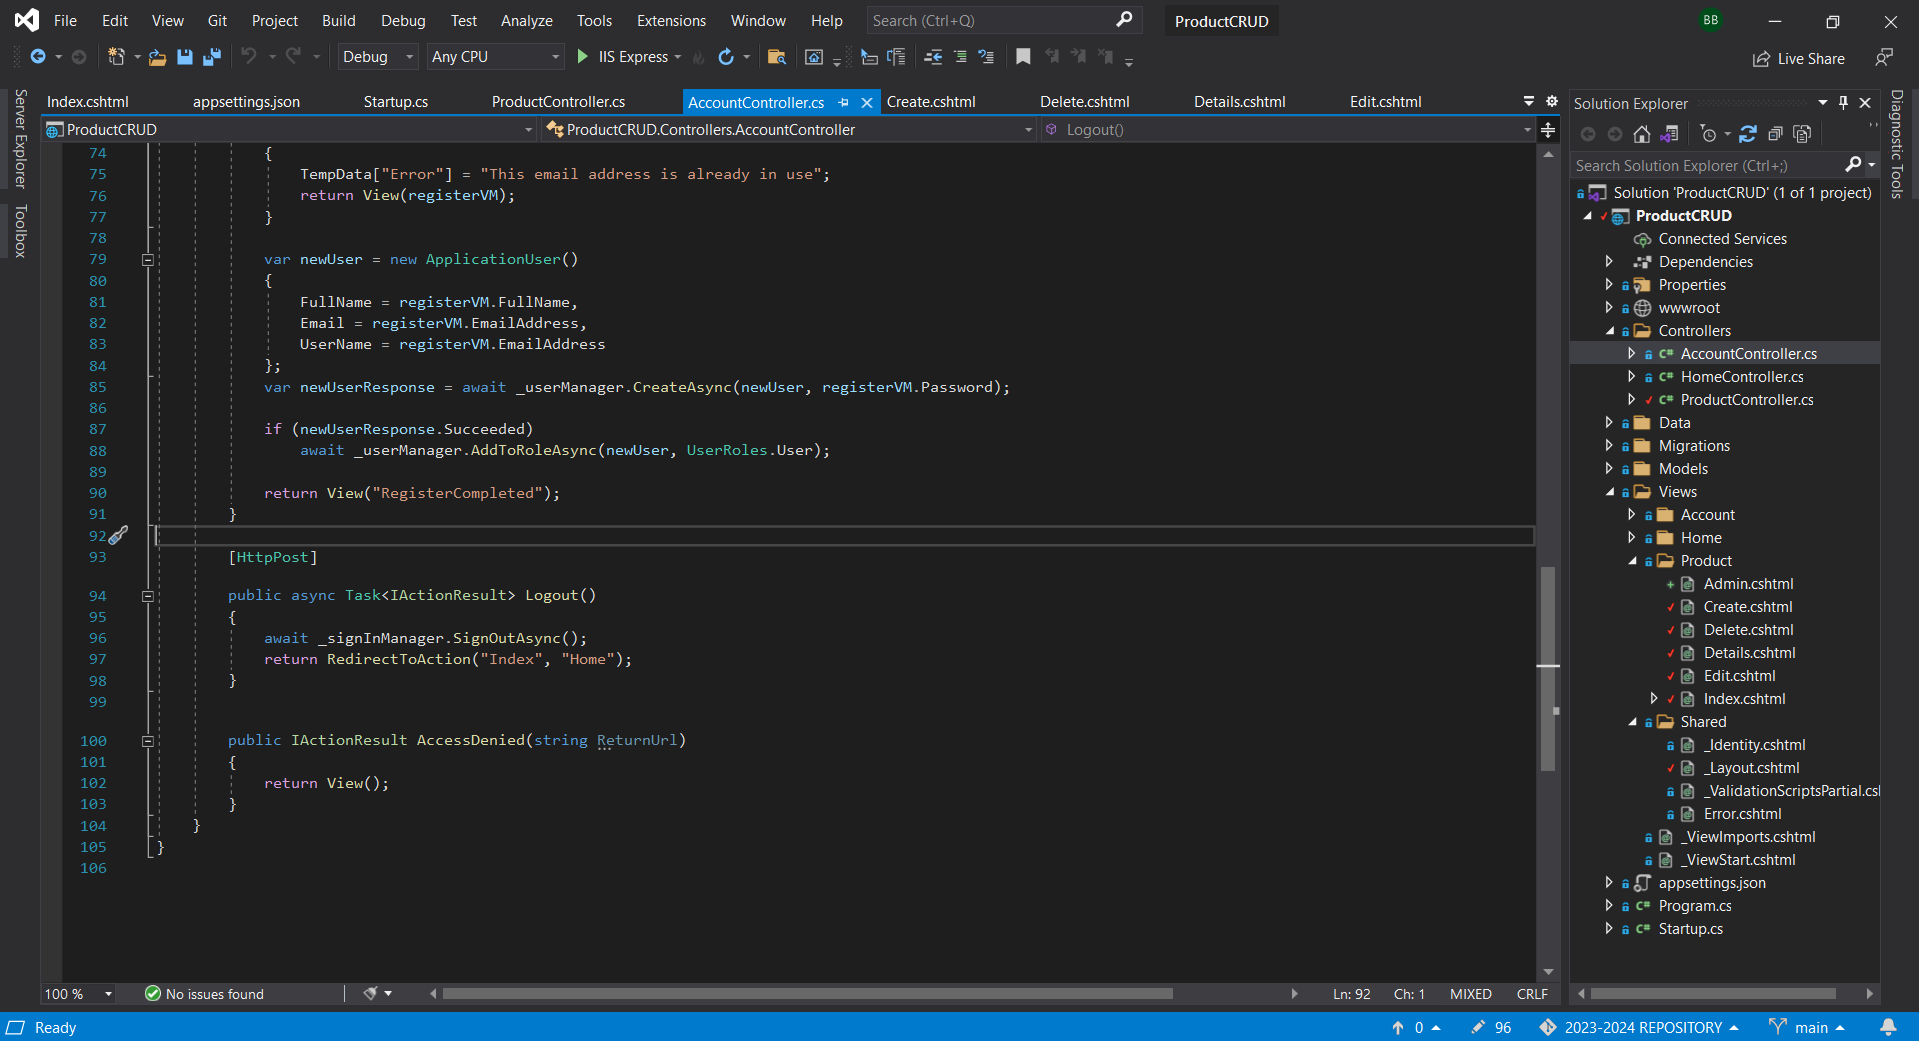 File Edit View Git Project Build Debug Test Analyze Tools Extensions Window Help Search (Ctrl+Q) ProductCRUD BB
Debug Any CPU IIS Express Live Share
Server Explorer
Toolbox
Index.cshtml appsettings.json Startup.cs ProductController.cs AccountController.cs Create.cshtml Delete.cshtml Details.cshtml Edit.cshtml
ProductCRUD ProductCRUD.Controllers.AccountController Logout()
74 {
75 TempData["Error"] = "This email address is already in use";
76 return View(registerVM);
77 }
78
79 var newUser = new ApplicationUser()
80 {
81 FullName = registerVM.FullName,
82 Email = registerVM.EmailAddress,
83 UserName = registerVM.EmailAddress
84 };
85 var newUserResponse = await _userManager.CreateAsync(newUser, registerVM.Password);
86
87 if (newUserResponse.Succeeded)
88 await _userManager.AddToRoleAsync(newUser, UserRoles.User);
89
90 return View("RegisterCompleted");
91 }
92
93 [HttpPost]
94 public async Task<IActionResult> Logout()
95 {
96 await _signInManager.SignOutAsync();
97 return RedirectToAction("Index", "Home");
98 }
99
100 public IActionResult AccessDenied(string ReturnUrl)
101 {
102 return View();
103 }
104 }
105 }
106
100 % No issues found Ln: 92 Ch: 1 MIXED CRLF
Solution Explorer
Search Solution Explorer (Ctrl+;)
Solution 'ProductCRUD' (1 of 1 project)
ProductCRUD
Connected Services
Dependencies
Properties
wwwroot
Controllers
C# AccountController.cs
C# HomeController.cs
C# ProductController.cs
Data
Migrations
Models
Views
Account
Home
Product
Admin.cshtml
Create.cshtml
Delete.cshtml
Details.cshtml
Edit.cshtml
Index.cshtml
Shared
_Identity.cshtml
_Layout.cshtml
_ValidationScriptsPartial.csl
Error.cshtml
_ViewImports.cshtml
_ViewStart.cshtml
appsettings.json
C# Program.cs
C# Startup.cs
Diagnostic Tools
Ready 0 96 2023-2024 REPOSITORY main